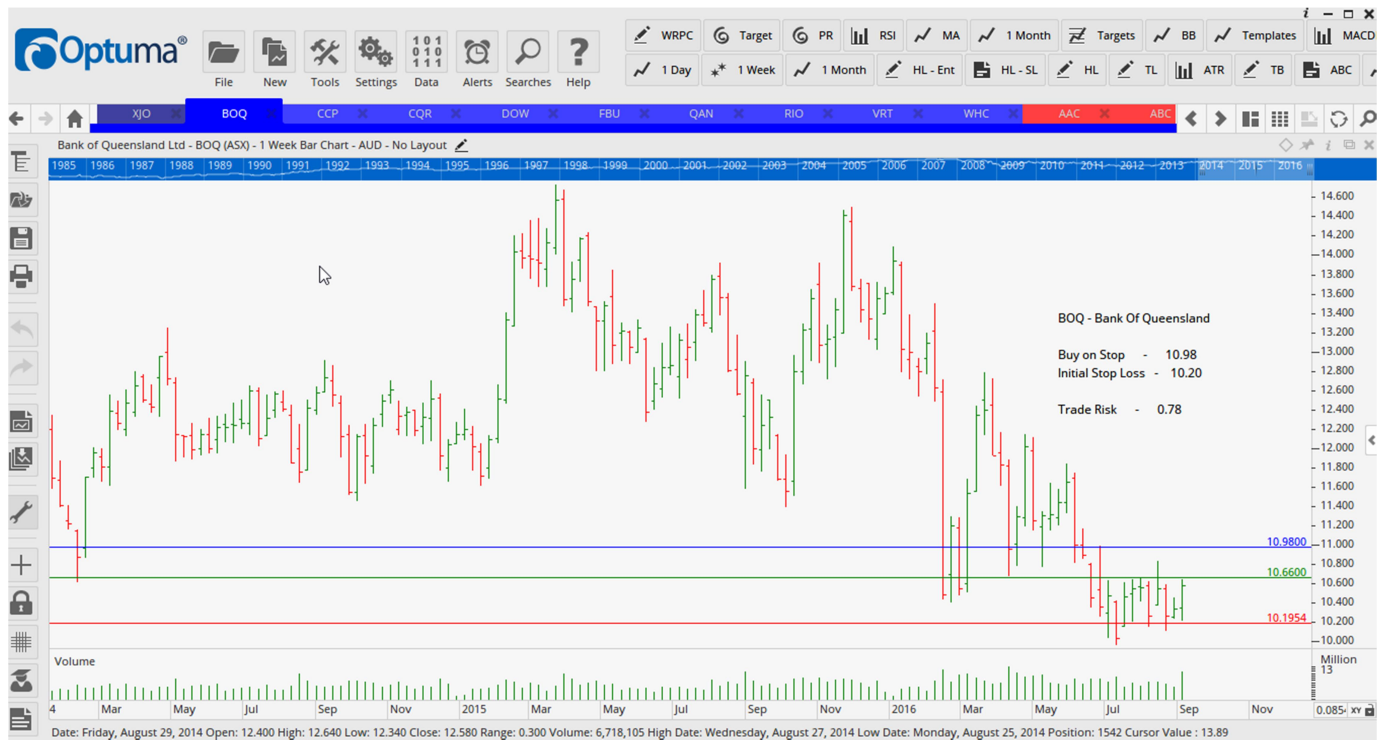 i
Optuma®
File New Tools Settings Data Alerts Searches Help
WRPC Target PR RSI MA 1 Month Targets BB Templates MACD
1 Day 1 Week 1 Month HL - Ent HL - SL HL TL ATR TB ABC
XJO BOQ CCP CQR DOW FBU QAN RIO VRT WHC AAC ABC
Bank of Queensland Ltd - BOQ (ASX) - 1 Week Bar Chart - AUD - No Layout
1985 1986 1987 1988 1989 1990 1991 1992 1993 1994 1995 1996 1997 1998 1999 2000 2001 2002 2003 2004 2005 2006 2007 2008 2009 2010 2011 2012 2013 2014 2015 2016
14.600
14.400
14.200
14.000
13.800
13.600
13.400
13.200
13.000
12.800
12.600
12.400
12.200
12.000
11.800
11.600
11.400
11.200
11.000
10.800
10.600
10.400
10.200
10.000
BOQ - Bank Of Queensland
Buy on Stop - 10.98
Initial Stop Loss - 10.20
Trade Risk - 0.78
10.9800
10.6600
10.1954
Volume
Million
13
4 Mar May Jul Sep Nov 2015 Mar May Jul Sep Nov 2016 Mar May Jul Sep Nov
0.085 XY
Date: Friday, August 29, 2014 Open: 12.400 High: 12.640 Low: 12.340 Close: 12.580 Range: 0.300 Volume: 6,718,105 High Date: Wednesday, August 27, 2014 Low Date: Monday, August 25, 2014 Position: 1542 Cursor Value : 13.89